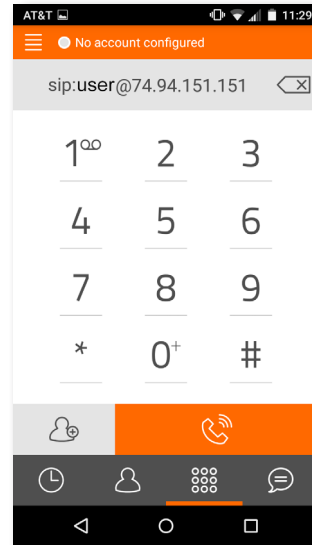 AT&T 11:29
No account configured
sip:user@74.94.151.151
1 2 3
4 5 6
7 8 9
* 0+ #